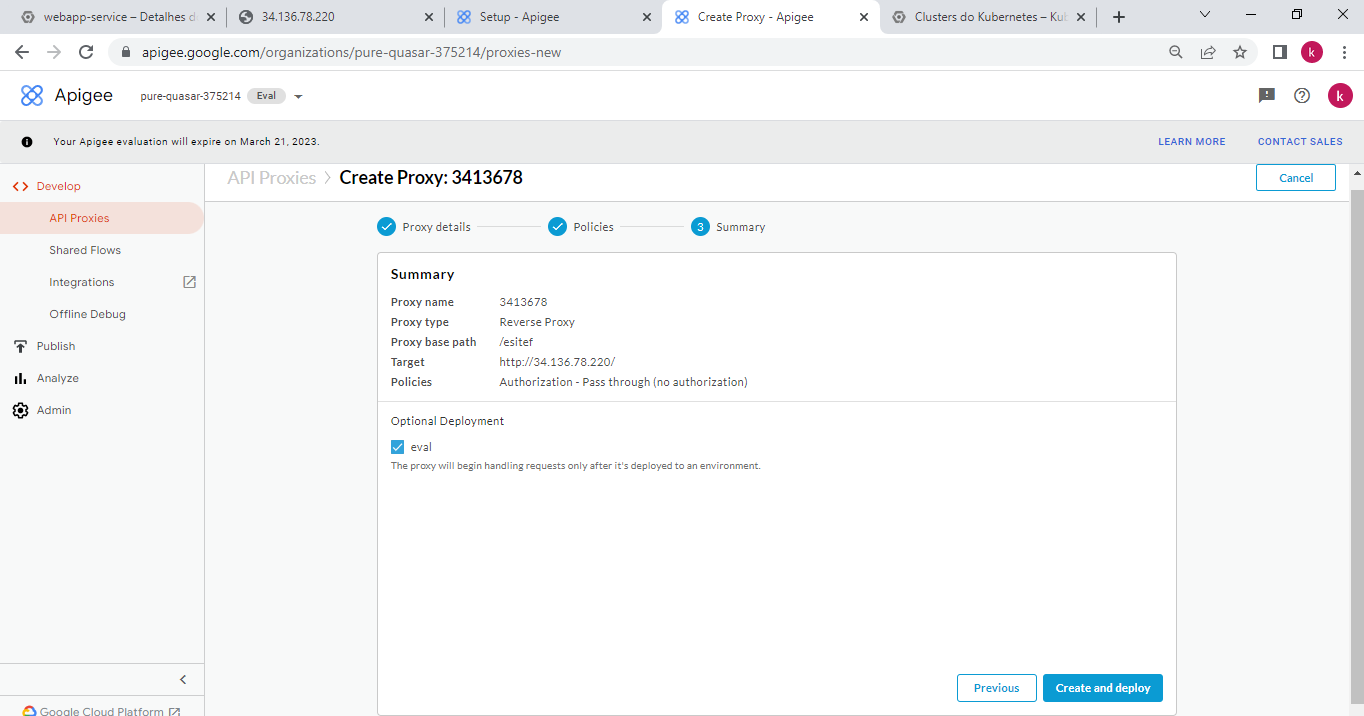 webapp-service – Detalhes d
34.136.78.220
Setup - Apigee
Create Proxy - Apigee
Clusters do Kubernetes – Kub
apigee.google.com/organizations/pure-quasar-375214/proxies-new
k
Apigee
pure-quasar-375214 Eval
k
Your Apigee evaluation will expire on March 21, 2023.
LEARN MORE
CONTACT SALES
Develop
API Proxies
Shared Flows
Integrations
Offline Debug
Publish
Analyze
Admin
Google Cloud Platform
API Proxies > Create Proxy: 3413678
Cancel
Proxy details
Policies
3 Summary
Summary
Proxy name 3413678
Proxy type Reverse Proxy
Proxy base path /esitef
Target http://34.136.78.220/
Policies Authorization - Pass through (no authorization)
Optional Deployment
eval
The proxy will begin handling requests only after it's deployed to an environment.
Previous
Create and deploy